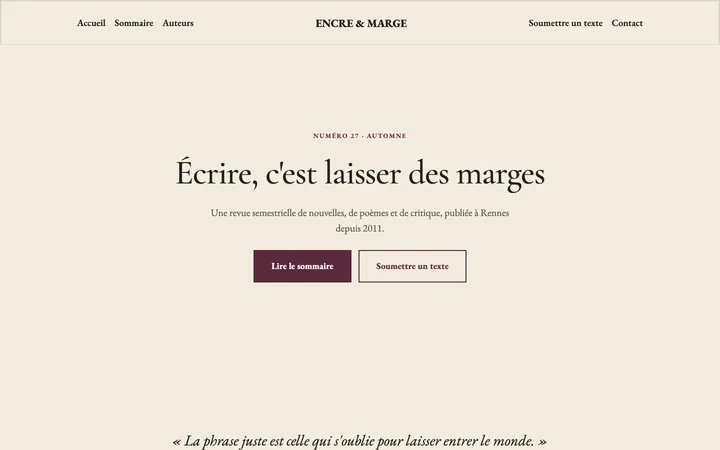 Accueil Sommaire Auteurs ENCRE & MARGE Soumettre un texte Contact
NUMÉRO 27 · AUTOMNE
Écrire, c'est laisser des marges
Une revue semestrielle de nouvelles, de poèmes et de critique, publiée à Rennes
depuis 2011.
Lire le sommaire Soumettre un texte
« La phrase juste est celle qui s'oublie pour laisser entrer le monde. »